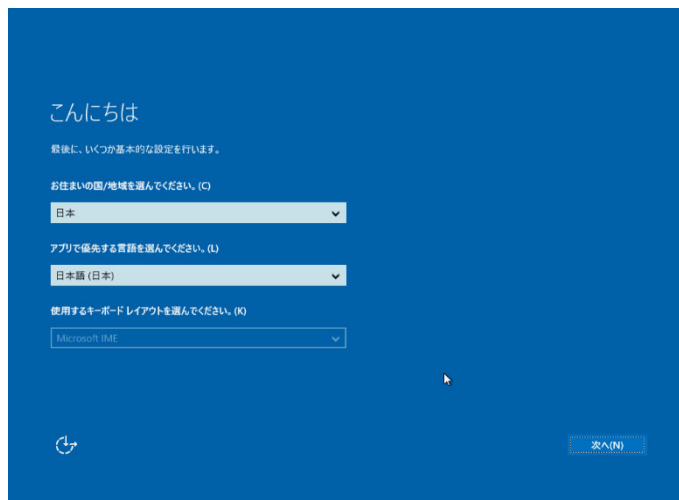 こんにちは
最後に、いくつか基本的な設定を行います。
お住まいの国/地域を選んでください。(C)
日本
アプリで優先する言語を選んでください。(L)
日本語 (日本)
使用するキーボード レイアウトを選んでください。(K)
Microsoft IME
次へ(N)